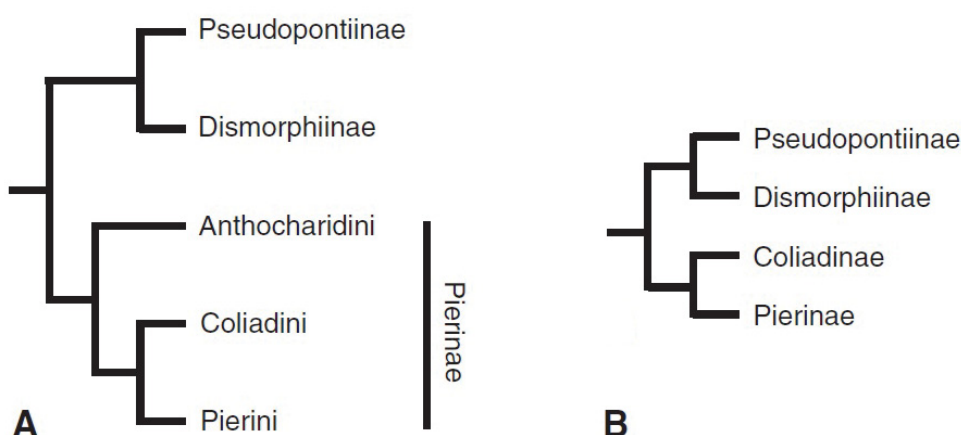 Pseudopontiinae
Dismorphiinae
Anthocharidini
Coliadini
Pierini
Pierinae
A
Pseudopontiinae
Dismorphiinae
Coliadinae
Pierinae
B